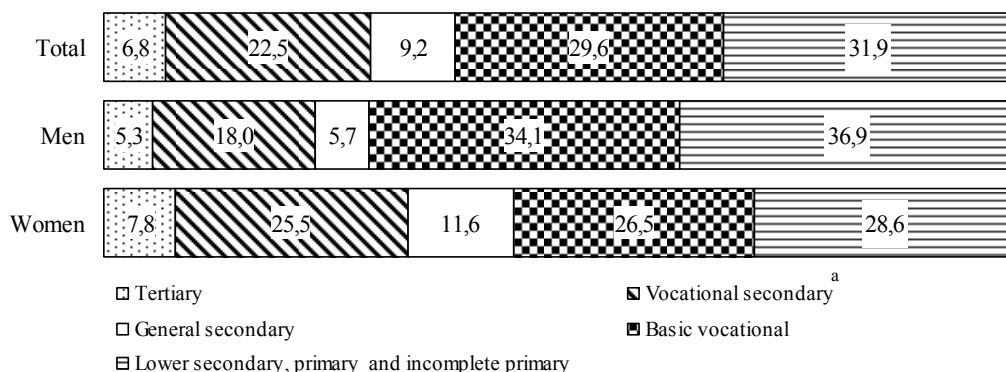 Total 6,8 22,5 9,2 29,6 31,9
Men 5,3 18,0 5,7 34,1 36,9
Women 7,8 25,5 11,6 26,5 28,6
Tertiary Vocational secondary a
General secondary Basic vocational
Lower secondary, primary and incomplete primary